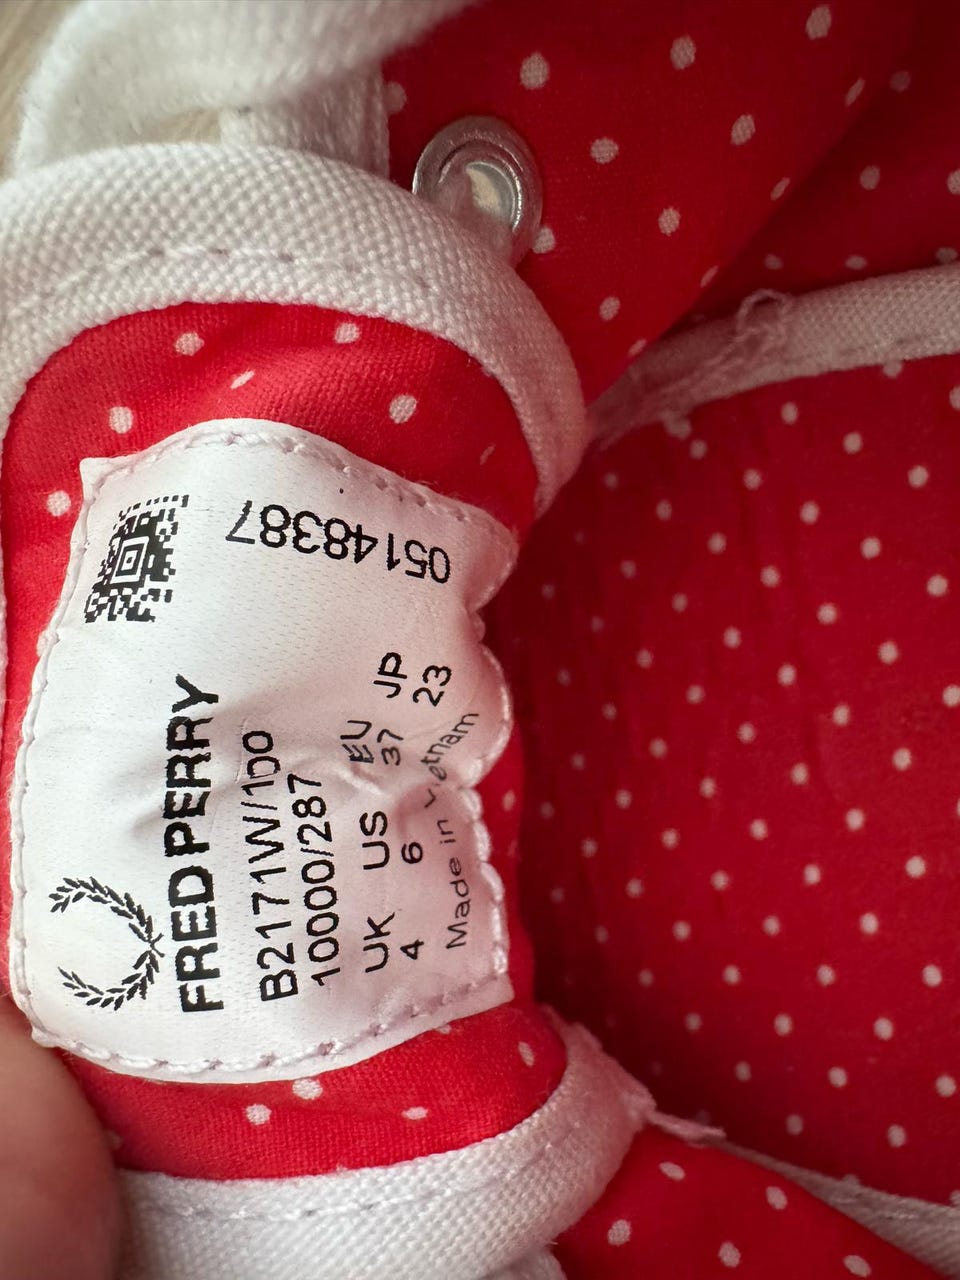 FRED PERRY
B2171W/100
10000/287
UK US EU JP
4 6 37 23
Made in Vietnam
05148387